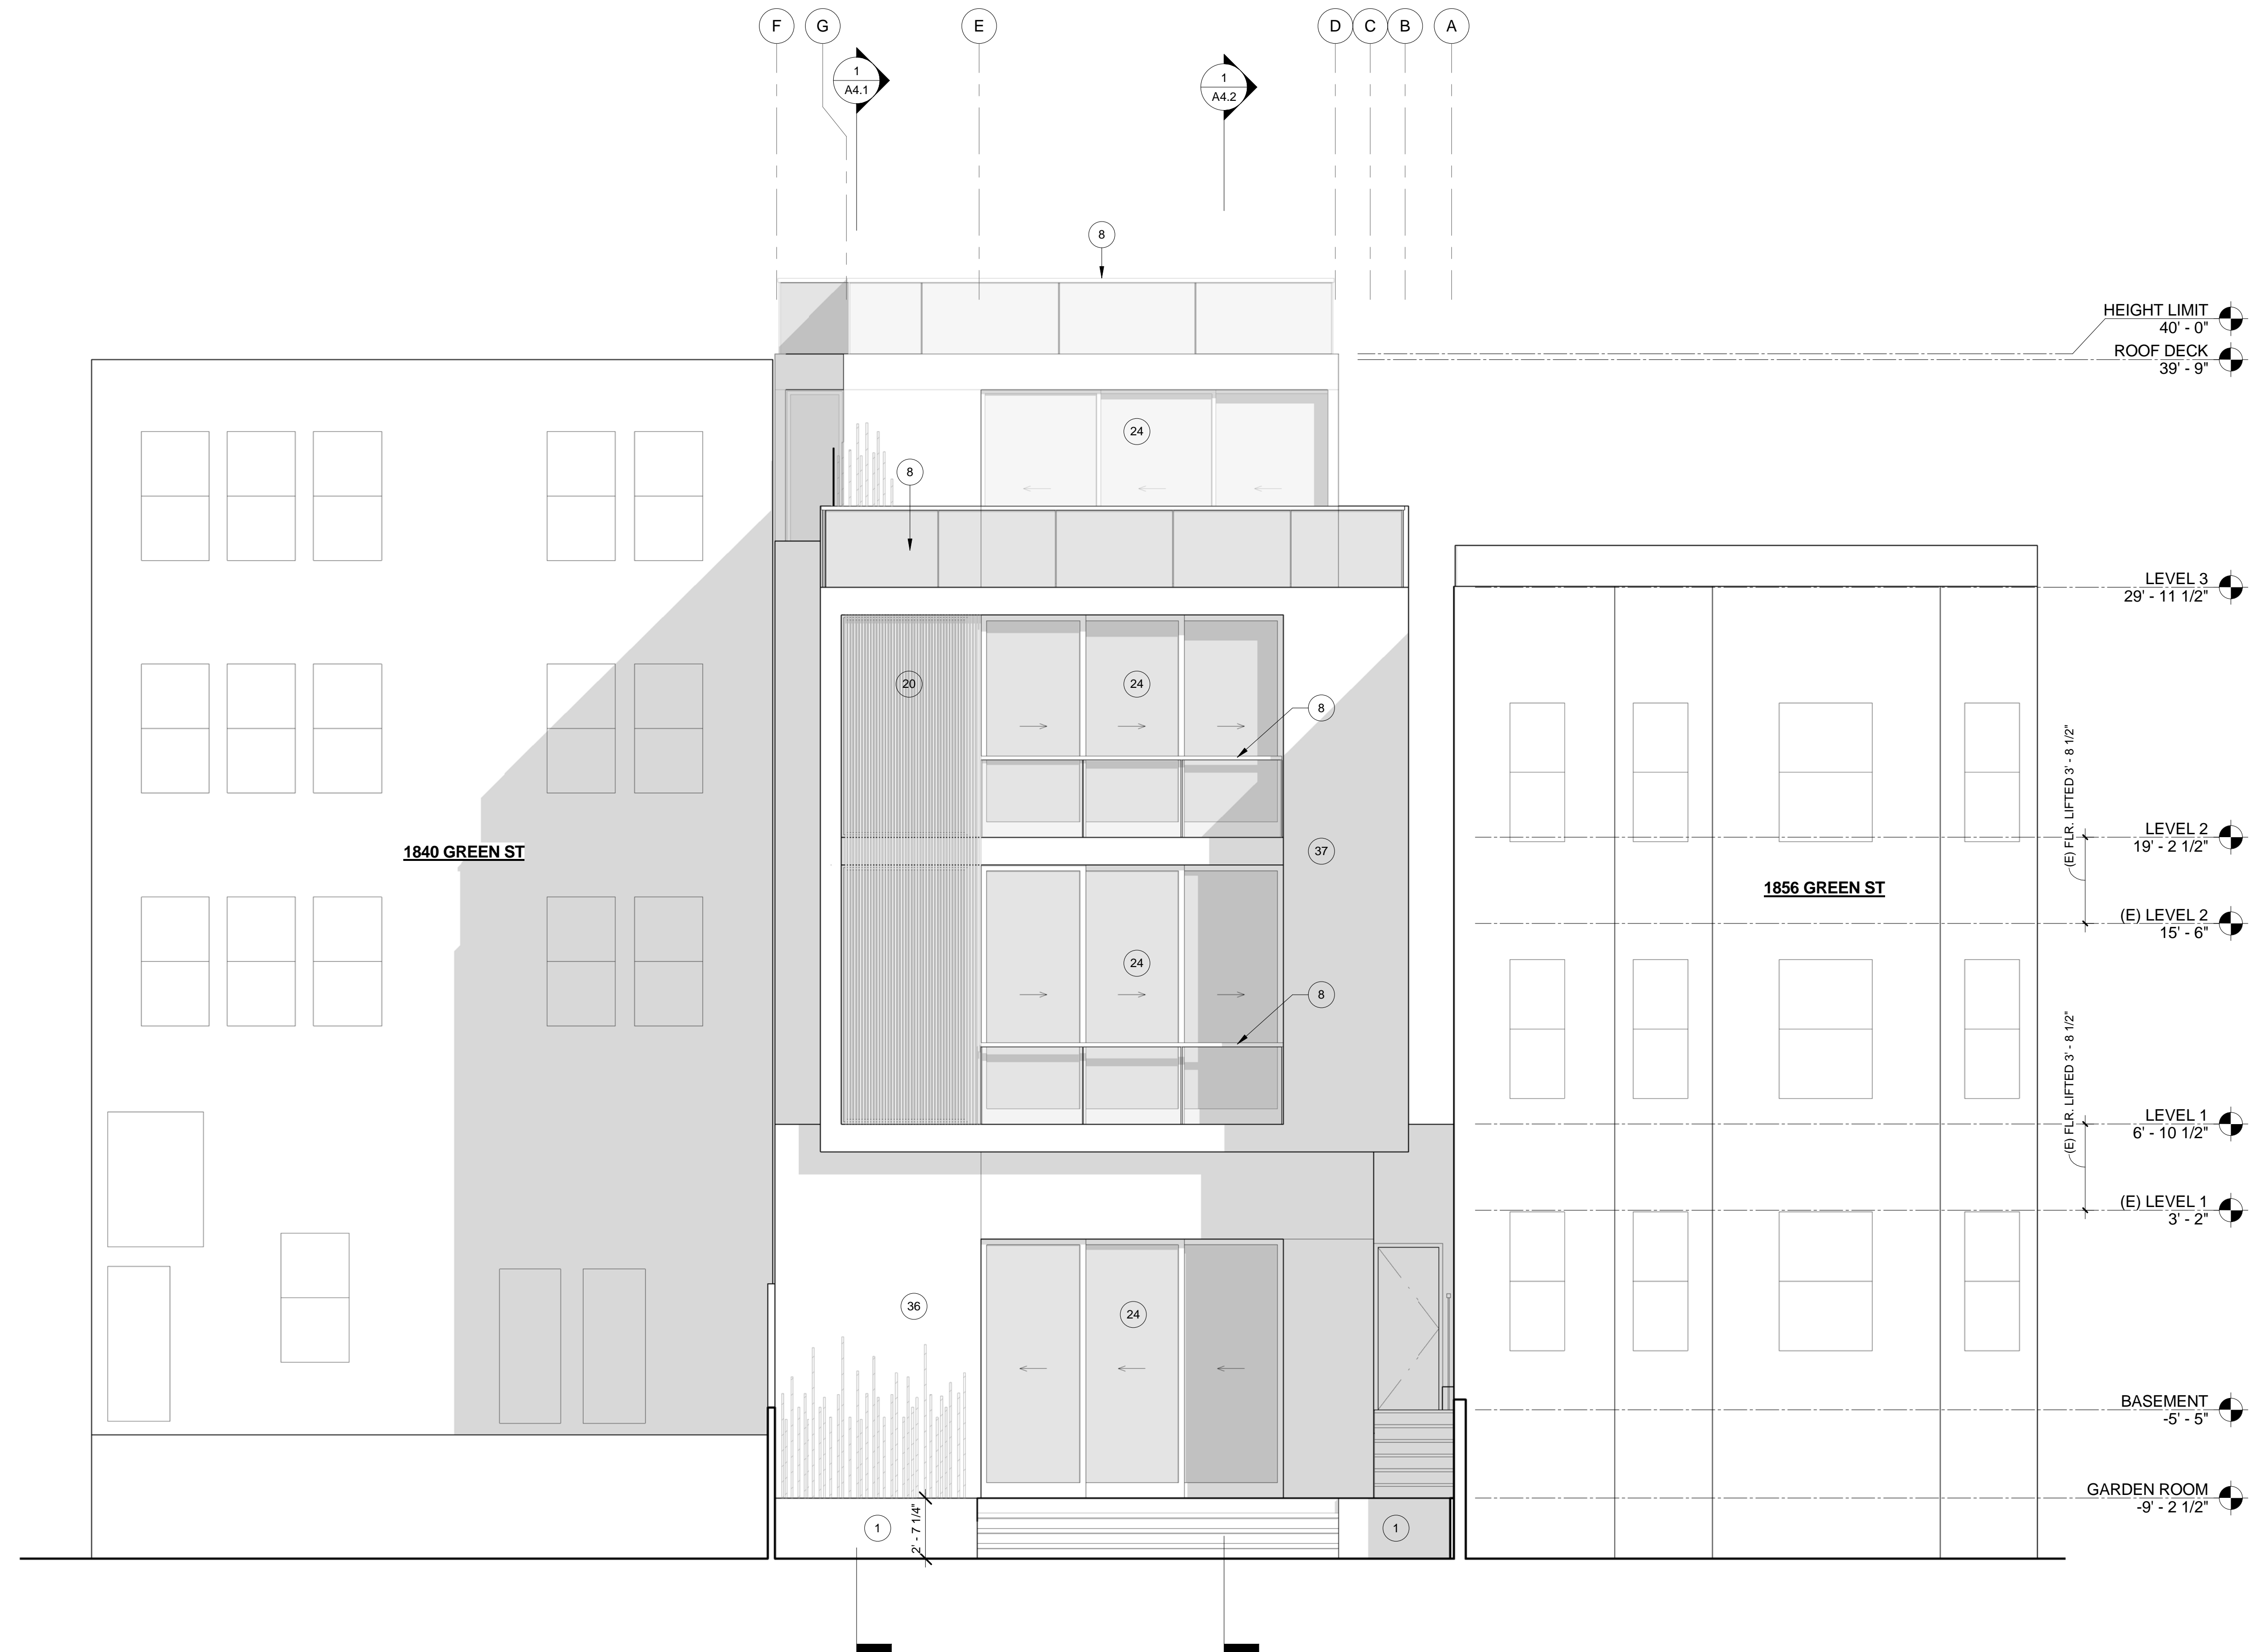 F G E D C B A
1
A4.1
1
A4.2
8
HEIGHT LIMIT
40' - 0"
ROOF DECK
39' - 9"
24
8
LEVEL 3
29' - 11 1/2"
20
24
8
(E) FLR. LIFTED 3' - 8 1/2"
LEVEL 2
19' - 2 1/2"
1840 GREEN ST
37
1856 GREEN ST
(E) LEVEL 2
15' - 6"
24
8
(E) FLR. LIFTED 3' - 8 1/2"
LEVEL 1
6' - 10 1/2"
(E) LEVEL 1
3' - 2"
36
24
BASEMENT
-5' - 5"
GARDEN ROOM
-9' - 2 1/2"
1
2' - 7 1/4"
1